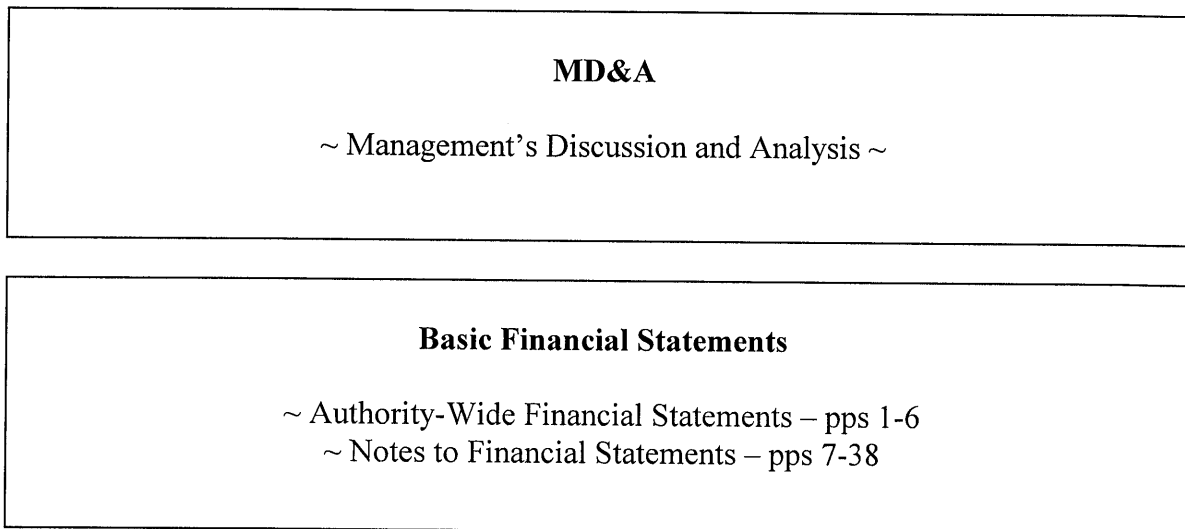 MD&A
~ Management’s Discussion and Analysis ~
Basic Financial Statements
~ Authority-Wide Financial Statements – pps 1-6
~ Notes to Financial Statements – pps 7-38